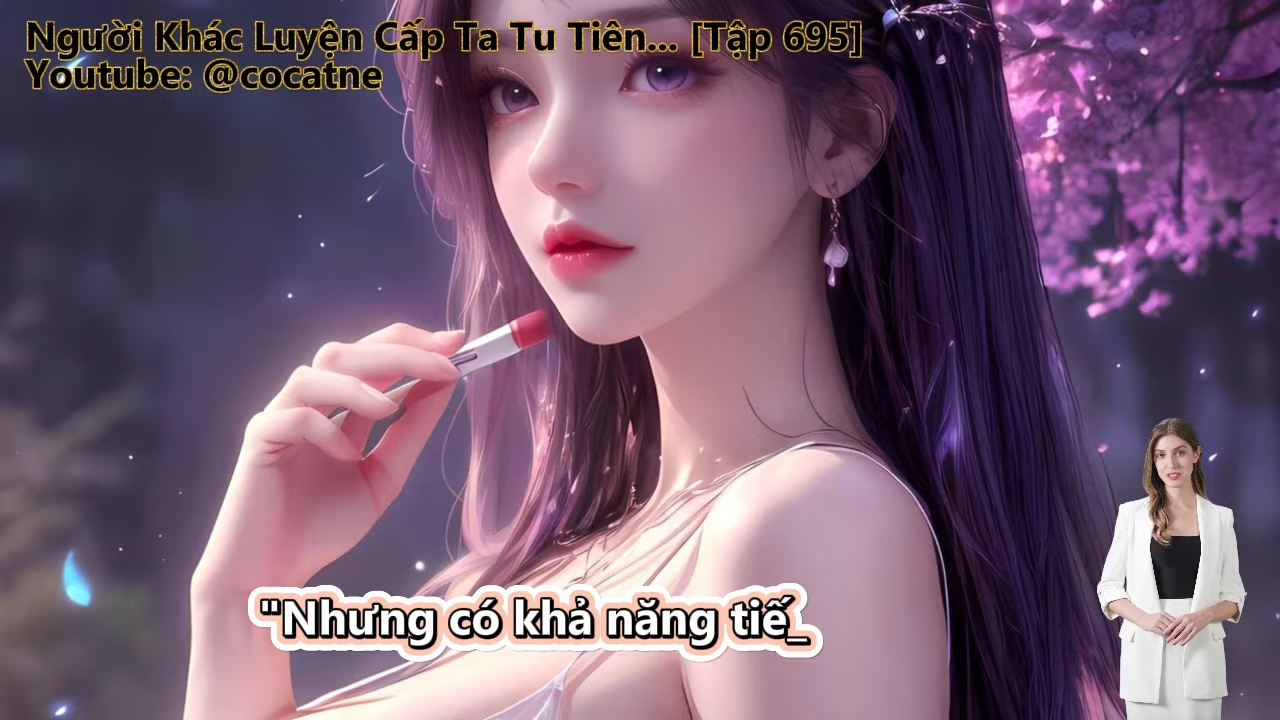 Người Khác Luyện Cấp Ta Tu Tiên... [Tập 695]
Youtube: @cocatne
"Nhưng có khả năng tiế_